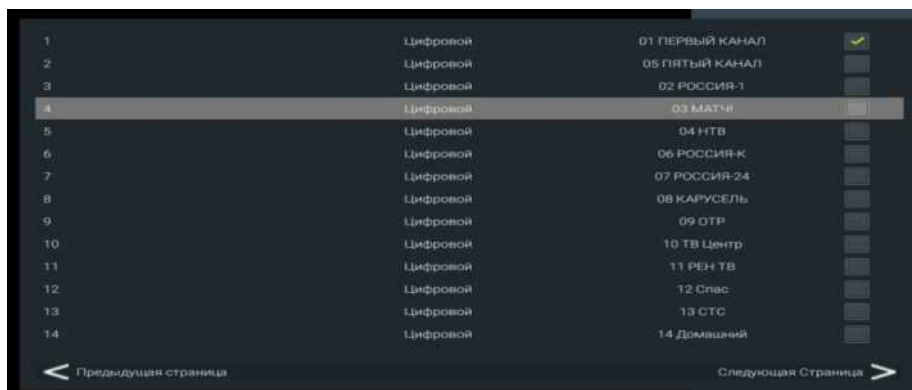 1 Цифровой 01 ПЕРВЫЙ КАНАЛ
2 Цифровой 05 ПЯТЫЙ КАНАЛ
3 Цифровой 02 РОССИЯ-1
4 Цифровой 03 МАТЧ!
5 Цифровой 04 НТВ
6 Цифровой 06 РОССИЯ-К
7 Цифровой 07 РОССИЯ-24
8 Цифровой 08 КАРУСЕЛЬ
9 Цифровой 09 ОТР
10 Цифровой 10 ТВ Центр
11 Цифровой 11 РЕН ТВ
12 Цифровой 12 Спас
13 Цифровой 13 СТС
14 Цифровой 14 Домашний
Предыдущая страница Следующая Страница